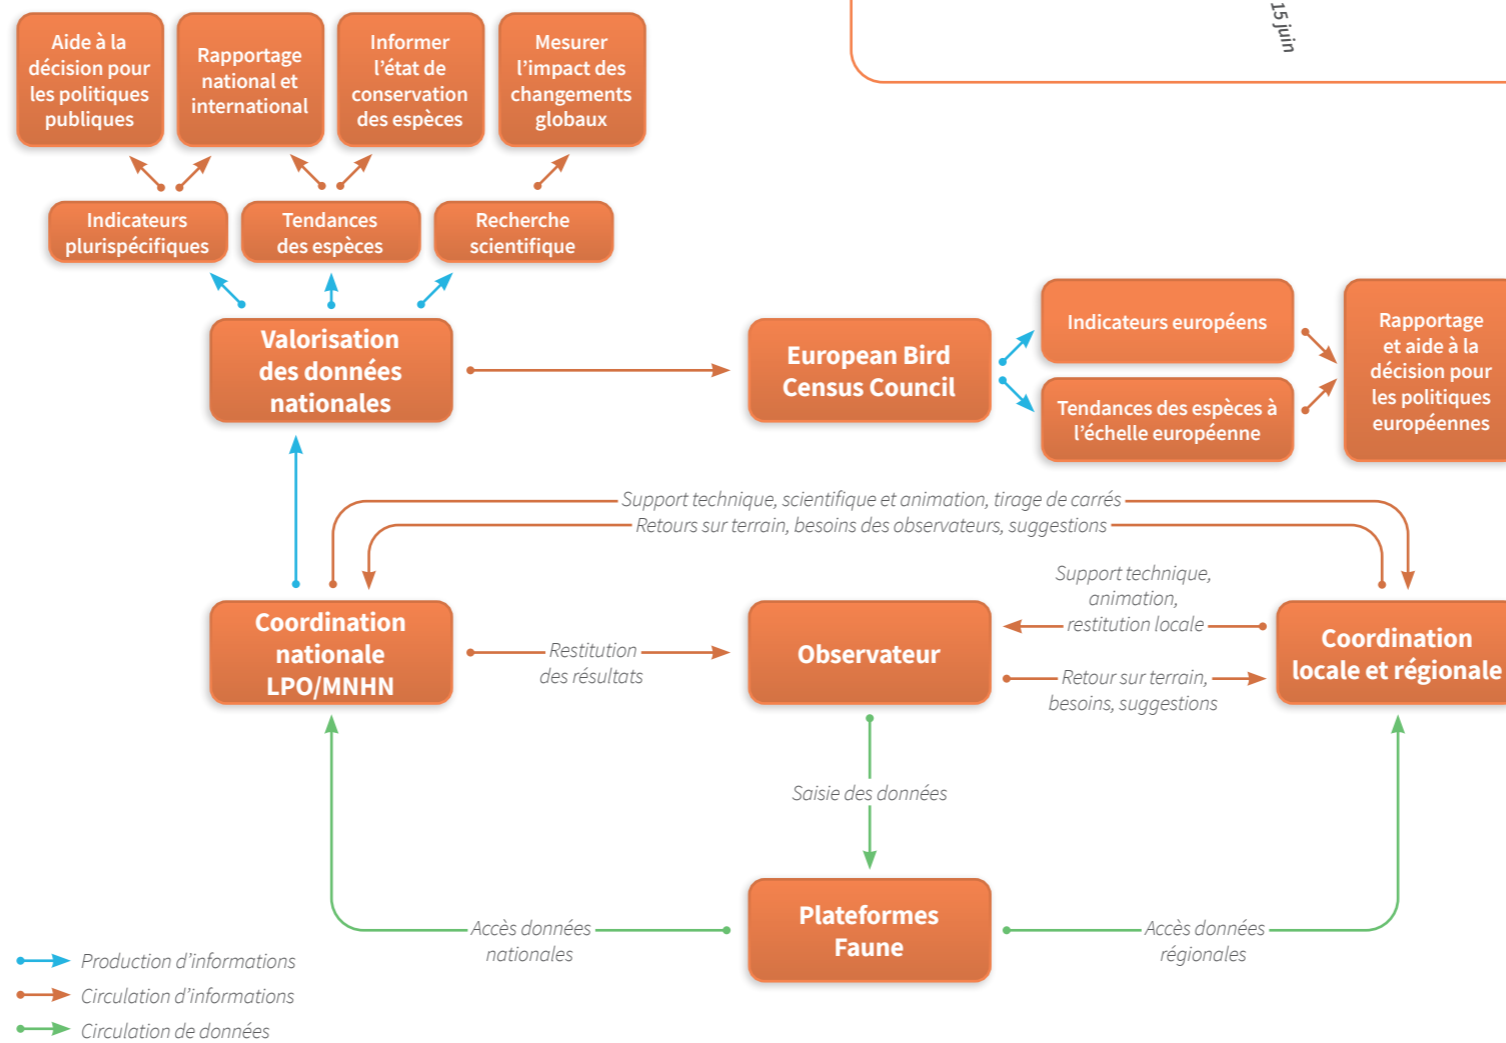 15 juin
Aide à la
décision pour
les politiques
publiques
Rapportage
national et
international
Informer
l’état de
conservation
des espèces
Mesurer
l’impact des
changements
globaux
Indicateurs
plurispécifiques
Tendances
des espèces
Recherche
scientifique
Valorisation
des données
nationales
European Bird
Census Council
Indicateurs européens
Tendances des espèces à
l’échelle européenne
Rapportage
et aide à la
décision pour
les politiques
européennes
Support technique, scientifique et animation, tirage de carrés
Retours sur terrain, besoins des observateurs, suggestions
Coordination
nationale
LPO/MNHN
Restitution
des résultats
Observateur
Support technique,
animation,
restitution locale
Retour sur terrain,
besoins, suggestions
Coordination
locale et régionale
Saisie des données
Plateformes
Faune
Accès données
nationales
Accès données
régionales
Production d’informations
Circulation d’informations
Circulation de données